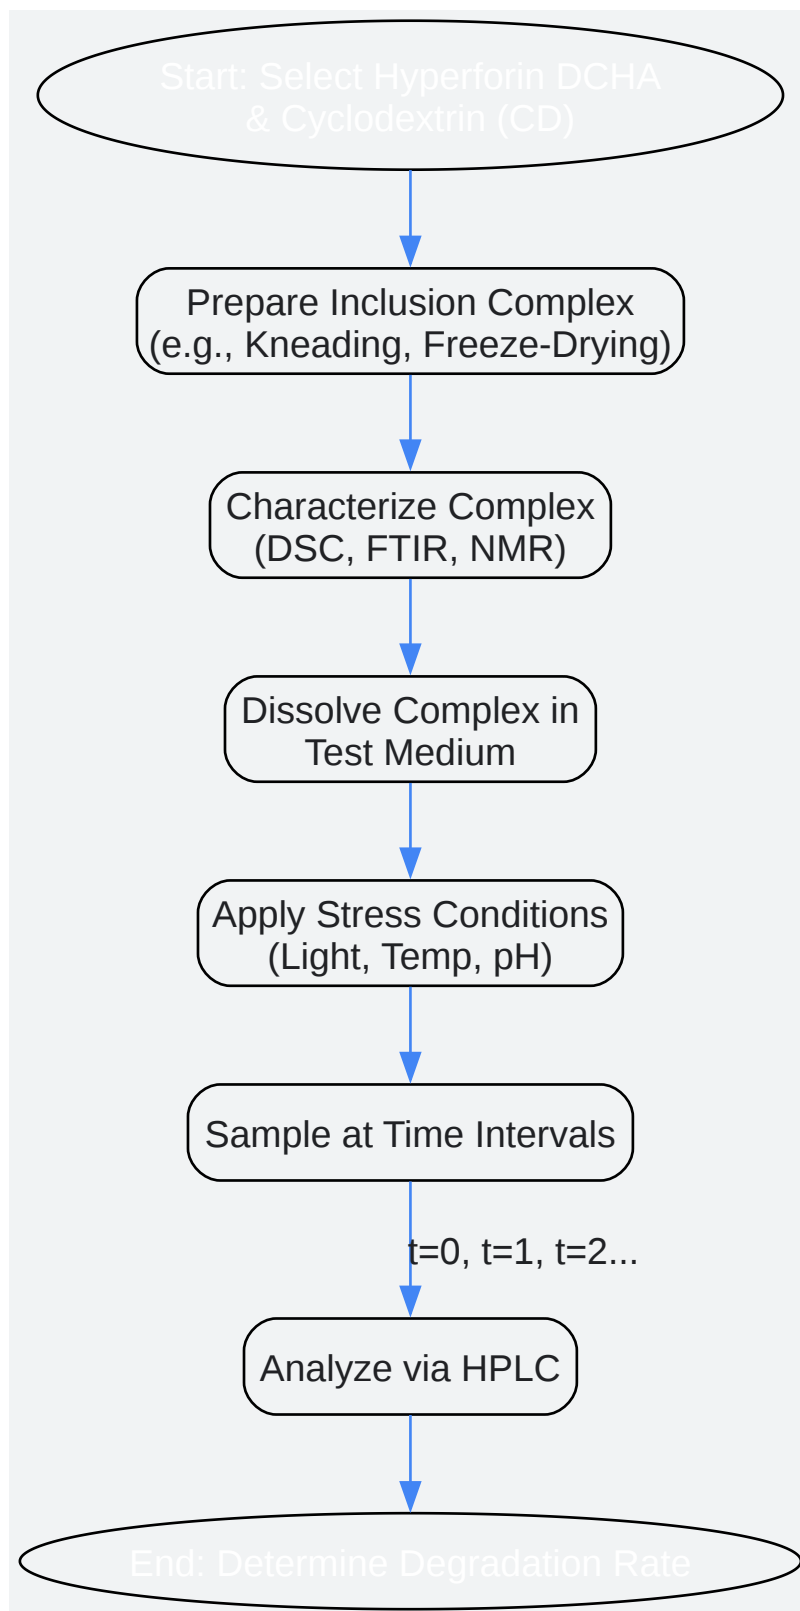 Start: Select Hyperforin DCHA
& Cyclodextrin (CD)
Prepare Inclusion Complex
(e.g., Kneading, Freeze-Drying)
Characterize Complex
(DSC, FTIR, NMR)
Dissolve Complex in
Test Medium
Apply Stress Conditions
(Light, Temp, pH)
Sample at Time Intervals
t=0, t=1, t=2...
Analyze via HPLC
End: Determine Degradation Rate